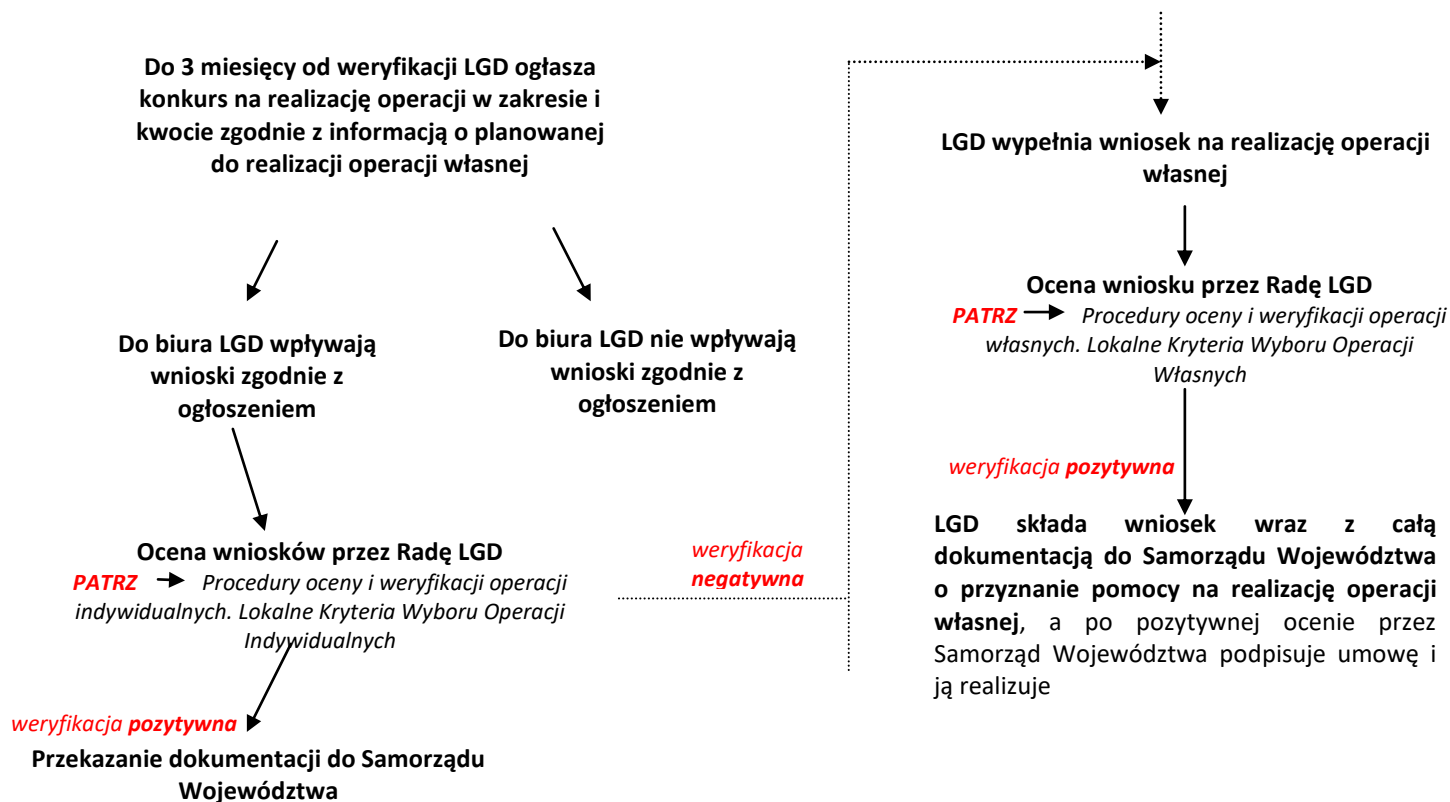 Do 3 miesięcy od weryfikacji LGD ogłasza
konkurs na realizację operacji w zakresie i
kwocie zgodnie z informacją o planowanej
do realizacji operacji własnej
Do biura LGD wpływają
wnioski zgodnie z
ogłoszeniem
Do biura LGD nie wpływają
wnioski zgodnie z
ogłoszeniem
Ocena wniosków przez Radę LGD
PATRZ Procedury oceny i weryfikacji operacji
indywidualnych. Lokalne Kryteria Wyboru Operacji
Indywidualnych
weryfikacja
negatywna
weryfikacja pozytywna
Przekazanie dokumentacji do Samorządu
Województwa
LGD wypełnia wniosek na realizację operacji
własnej
Ocena wniosku przez Radę LGD
PATRZ Procedury oceny i weryfikacji operacji
własnych. Lokalne Kryteria Wyboru Operacji
Własnych
weryfikacja pozytywna
LGD składa wniosek wraz z całą
dokumentacją do Samorządu Województwa
o przyznanie pomocy na realizację operacji
własnej, a po pozytywnej ocenie przez
Samorząd Województwa podpisuje umowę i
ją realizuje